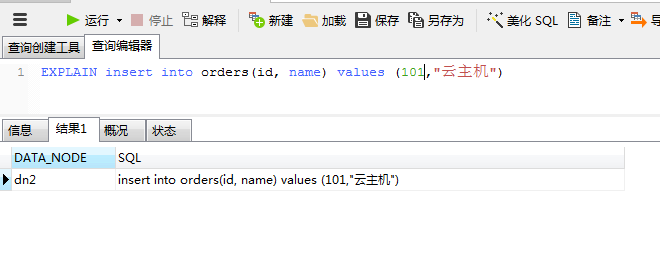 运行 停止 解释 新建 加载 保存 另存为 美化 SQL 备注
查询创建工具 查询编辑器
1 EXPLAIN insert into orders(id, name) values (101,"云主机")
信息 结果1 概况 状态
DATA_NODE SQL
dn2 insert into orders(id, name) values (101,"云主机")